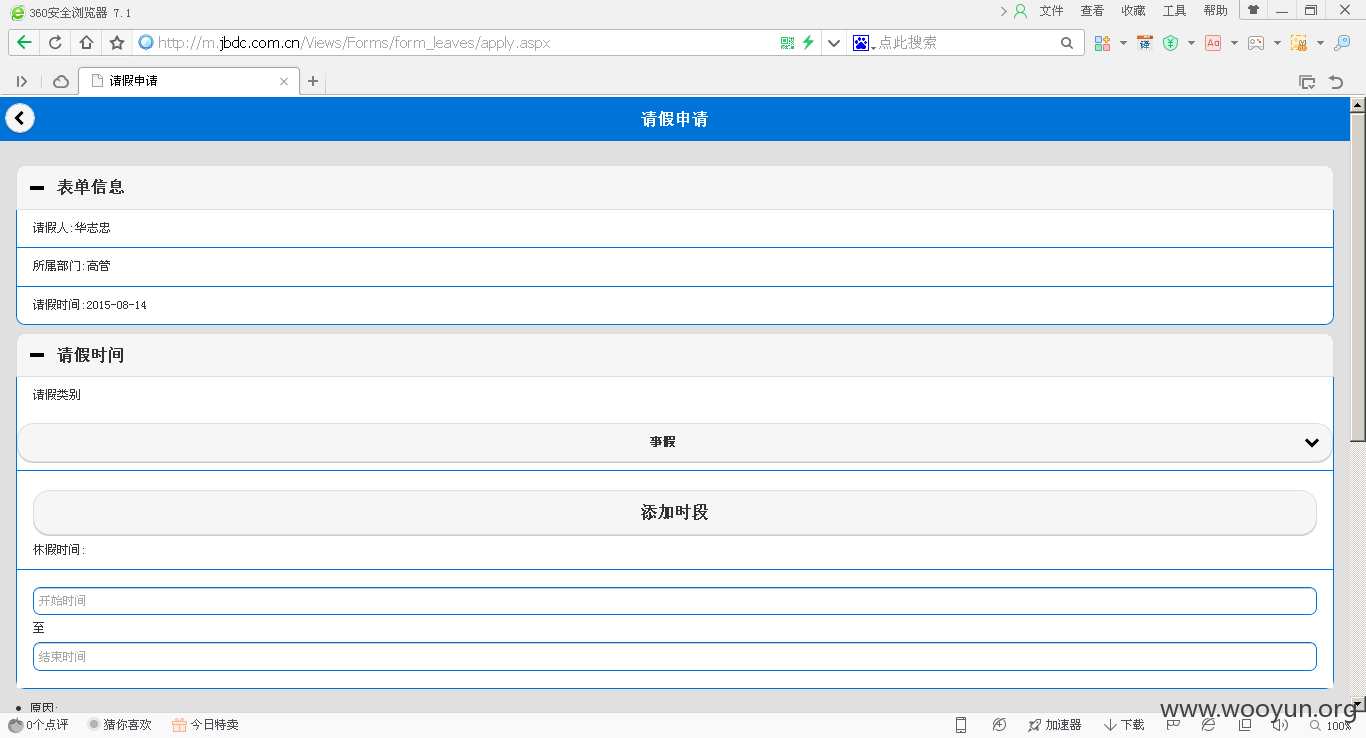 360安全浏览器 7.1
文件 查看 收藏 工具 帮助
http://m.jbdc.com.cn/Views/Forms/form_leaves/apply.aspx
点此搜索
译
Aa
请假申请
请假申请
表单信息
请假人:华志忠
所属部门:高管
请假时间:2015-08-14
请假时间
请假类别
事假
添加时段
休假时间:
开始时间
至
结束时间
原因:
www.wooyun.org
0个点评 猜你喜欢 今日特卖 加速器 下载 100%